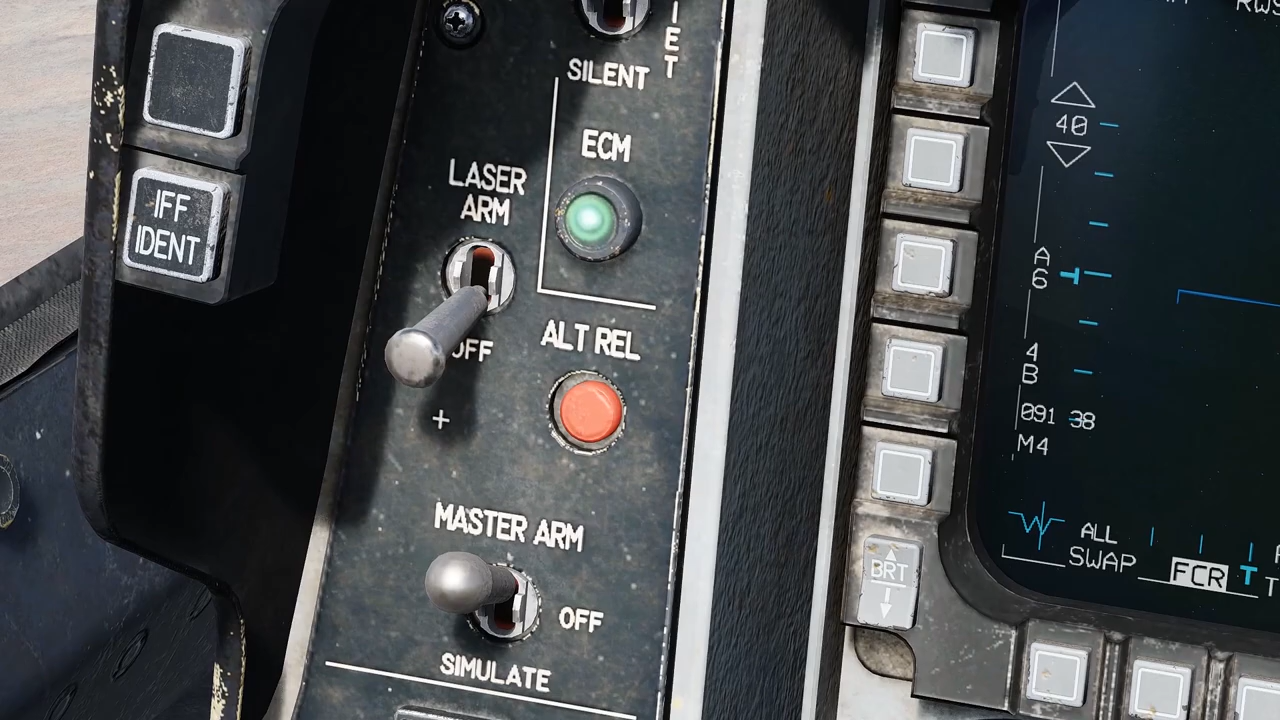 SILENT
ECM
LASER
ARM
OFF
ALT REL
+
MASTER ARM
OFF
SIMULATE
IFF
IDENT
BRT
RWS
40
A
6
4
B
091 38
M4
ALL
SWAP
FCR
T